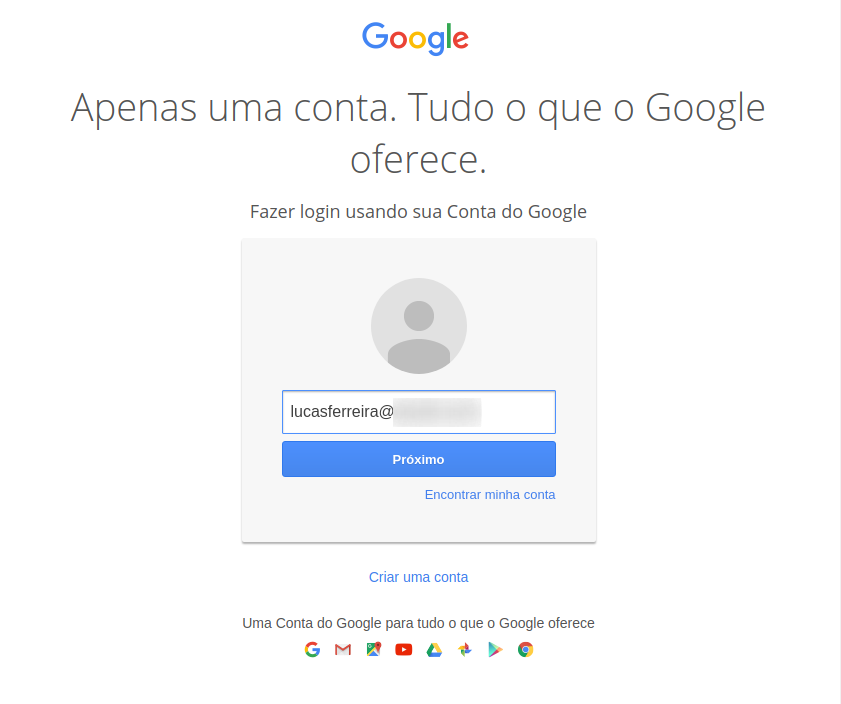 Google
Apenas uma conta. Tudo o que o Google
oferece.
Fazer login usando sua Conta do Google
lucasferreira@
Próximo
Encontrar minha conta
Criar uma conta
Uma Conta do Google para tudo o que o Google oferece